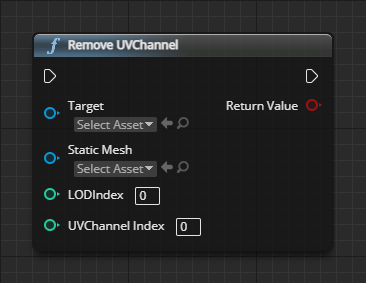 f Remove UVChannel
Target
Return Value
Select Asset
Static Mesh
Select Asset
LODIndex 0
UVChannel Index 0